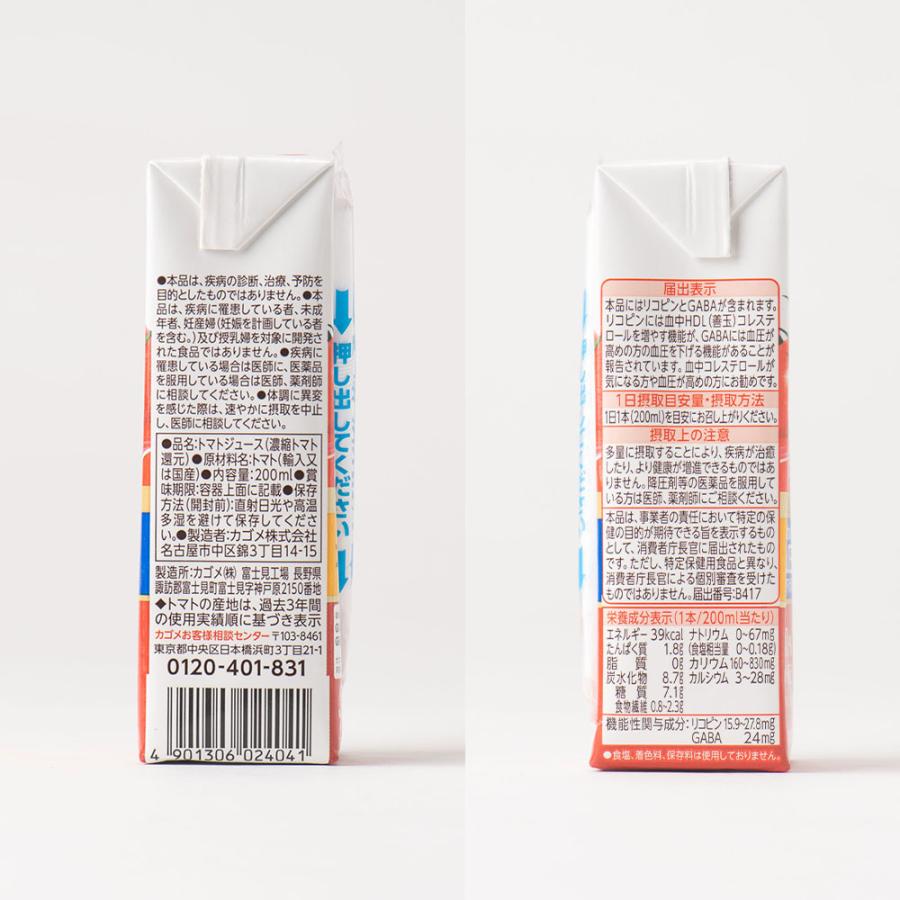 ●本品は、疾病の診断、治療、予防を
目的としたものではありません。●本
品は、疾病に罹患している者、未成
年者、妊産婦(妊娠を計画している者
を含む。)及び授乳婦を対象に開発さ
れた食品ではありません。●疾病に
罹患している場合は医師に、医薬品
を服用している場合は医師、薬剤師
に相談してください。●体調に異変
を感じた際は、速やかに摂取を中止
し、医師に相談してください。
●品名:トマトジュース(濃縮トマト
還元)●原材料名:トマト(輸入又
は国産)●内容量:200ml●賞
味期限:容器上面に記載●保存
方法(開封前):直射日光や高温
多湿を避けて保存してくださ
い。●製造者:カゴメ株式会社
名古屋市中区錦3丁目14-15
製造所:カゴメ(株) 富士見工場 長野県
諏訪郡富士見町富士見字神戸原2150番地
◆トマトの産地は、過去3年間
の使用実績順に基づき表示
カゴメお客様相談センター 〒103-8461
東京都中央区日本橋浜町3丁目21-1
0120-401-831
4 901306 024041
押し出してください
届出表示
本品にはリコピンとGABAが含まれます。
リコピンには血中HDL(善玉)コレステ
ロールを増やす機能が、GABAには血圧が
高めの方の血圧を下げる機能があることが
報告されています。血中コレステロールが
気になる方や血圧が高めの方にお勧めです。
1日摂取目安量・摂取方法
1日1本(200ml)を目安にお召し上がりください。
摂取上の注意
多量に摂取することにより、疾病が治癒
したり、より健康が増進できるものではあ
りません。降圧剤等の医薬品を服用して
いる方は医師、薬剤師にご相談ください。
本品は、事業者の責任において特定の保
健の目的が期待できる旨を表示するもの
として、消費者庁長官に届出されたもの
です。ただし、特定保健用食品と異なり、
消費者庁長官による個別審査を受けた
ものではありません。届出番号:B417
栄養成分表示(1本/200ml当たり)
エネルギー 39kcal ナトリウム 0~67mg
たんぱく質 1.8g (食塩相当量 0~0.18g)
脂質 0g カリウム 160~830mg
炭水化物 8.7g カルシウム 3~28mg
糖質 7.1g
食物繊維 0.8~2.3g
機能性関与成分:リコピン 15.9~27.8mg
GABA 24mg
●食塩、着色料、保存料は使用しておりません。